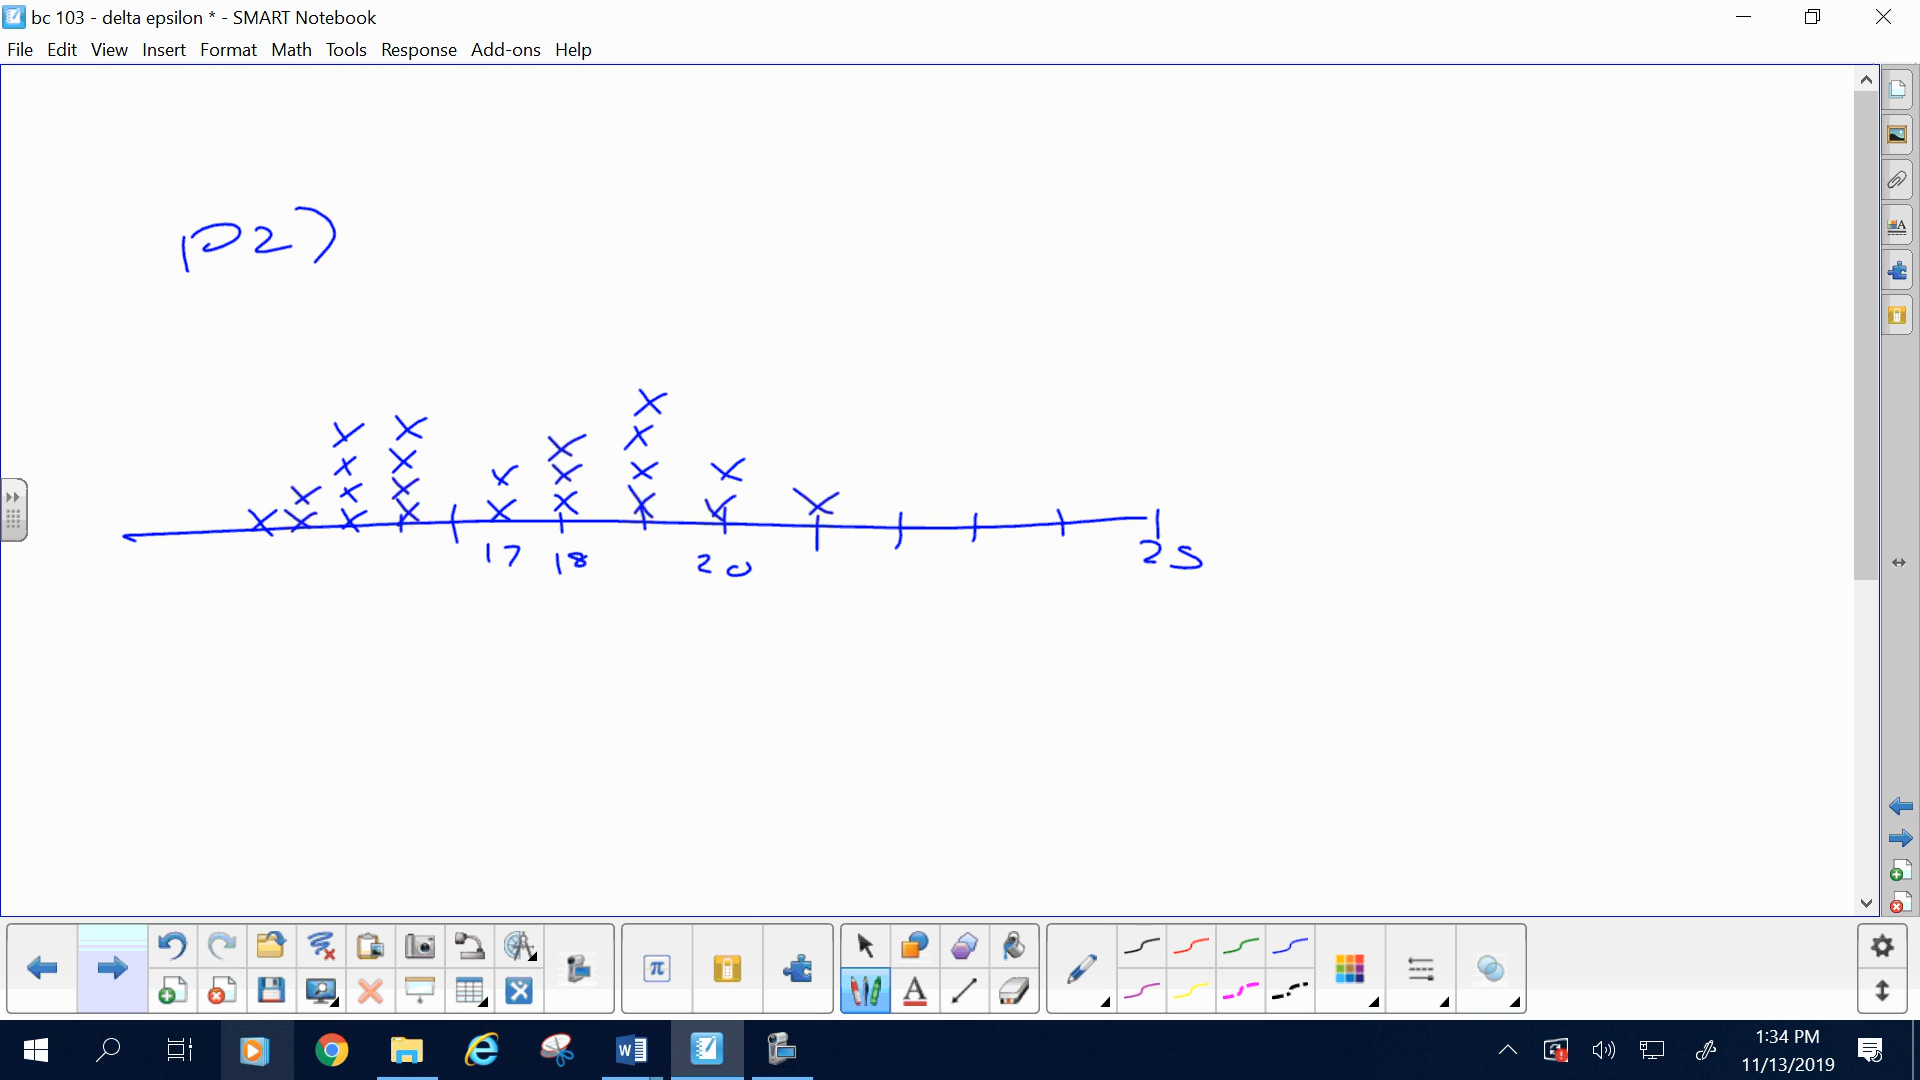 bc 103 - delta epsilon * - SMART Notebook
File Edit View Insert Format Math Tools Response Add-ons Help
p2)
x x x x x x x x
x x x x x x x x x x x x x x x
17 18 20 25
1:34 PM
11/13/2019